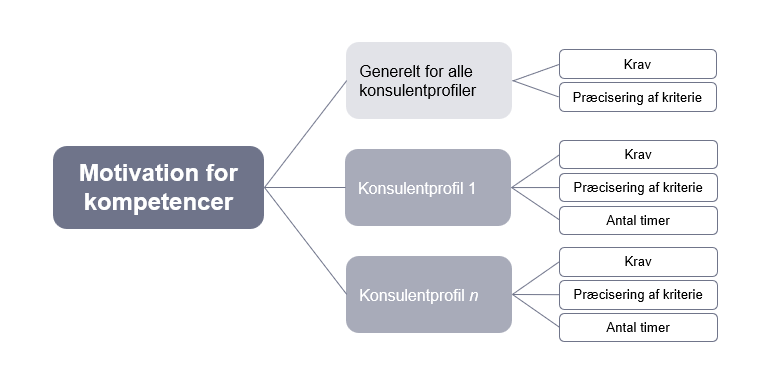 Motivation for
kompetencer
Generelt for alle
konsulentprofiler
Krav
Præcisering af kriterie
Konsulentprofil 1
Krav
Præcisering af kriterie
Antal timer
Konsulentprofil n
Krav
Præcisering af kriterie
Antal timer